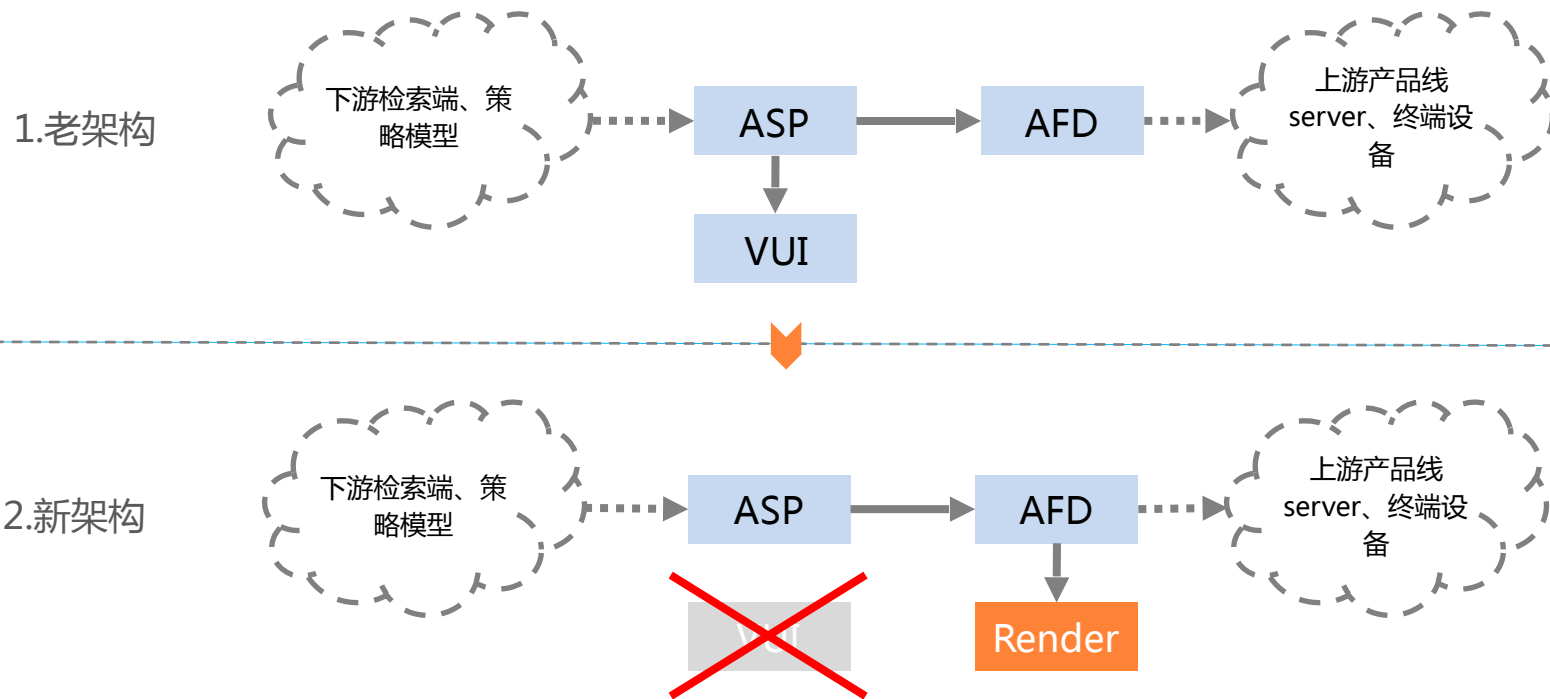 1.老架构
下游检索端、策
略模型
ASP
AFD
上游产品线
server、终端设
备
VUI
2.新架构
下游检索端、策
略模型
ASP
AFD
上游产品线
server、终端设
备
VUI
Render